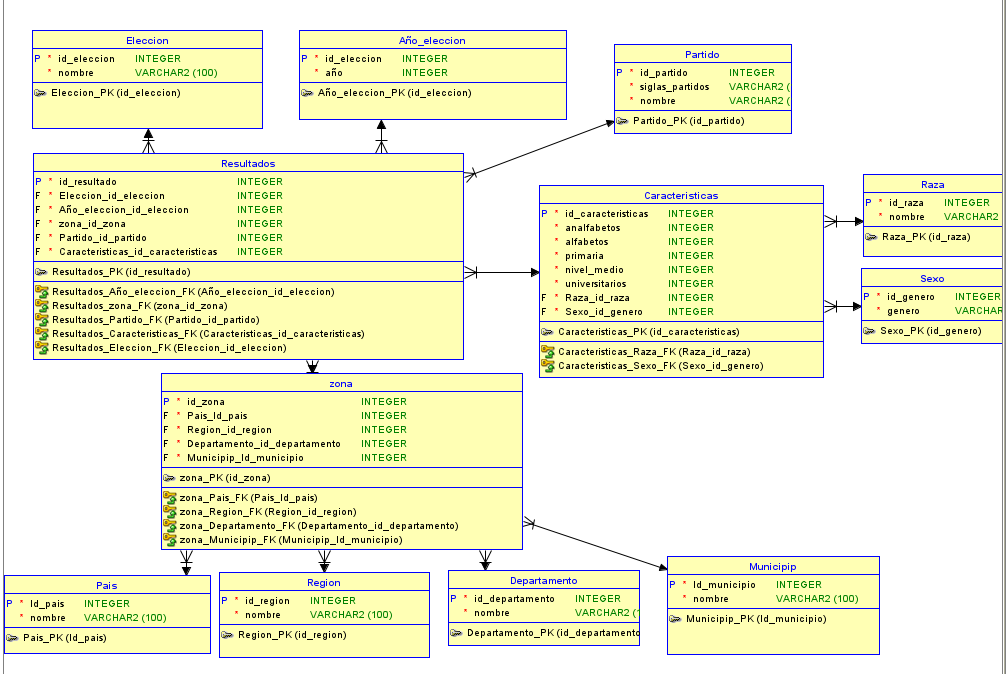 Eleccion
P * id_eleccion INTEGER
* nombre VARCHAR2 (100)
Eleccion_PK (id_eleccion)
Año_eleccion
P * id_eleccion INTEGER
* año INTEGER
Año_eleccion_PK (id_eleccion)
Partido
P * id_partido INTEGER
* siglas_partidos VARCHAR2 (
* nombre VARCHAR2 (
Partido_PK (id_partido)
Resultados
P * id_resultado INTEGER
F * Eleccion_id_eleccion INTEGER
F * Año_eleccion_id_eleccion INTEGER
F * zona_id_zona INTEGER
F * Partido_id_partido INTEGER
F * Caracteristicas_id_caracteristicas INTEGER
Resultados_PK (id_resultado)
Resultados_Año_eleccion_FK (Año_eleccion_id_eleccion)
Resultados_zona_FK (zona_id_zona)
Resultados_Partido_FK (Partido_id_partido)
Resultados_Caracteristicas_FK (Caracteristicas_id_caracteristicas)
Resultados_Eleccion_FK (Eleccion_id_eleccion)
Caracteristicas
P * id_caracteristicas INTEGER
* analfabetos INTEGER
* alfabetos INTEGER
* primaria INTEGER
* nivel_medio INTEGER
* universitarios INTEGER
F * Raza_id_raza INTEGER
F * Sexo_id_genero INTEGER
Caracteristicas_PK (id_caracteristicas)
Caracteristicas_Raza_FK (Raza_id_raza)
Caracteristicas_Sexo_FK (Sexo_id_genero)
Raza
P * id_raza INTEGER
* nombre VARCHAR2
Raza_PK (id_raza)
Sexo
P * id_genero INTEGER
* genero VARCHAR
Sexo_PK (id_genero)
zona
P * id_zona INTEGER
F * Pais_Id_pais INTEGER
F * Region_id_region INTEGER
F * Departamento_id_departamento INTEGER
F * Municipip_Id_municipio INTEGER
zona_PK (id_zona)
zona_Pais_FK (Pais_Id_pais)
zona_Region_FK (Region_id_region)
zona_Departamento_FK (Departamento_id_departamento)
zona_Municipip_FK (Municipip_Id_municipio)
Pais
P * Id_pais INTEGER
* nombre VARCHAR2 (100)
Pais_PK (Id_pais)
Region
P * id_region INTEGER
* nombre VARCHAR2 (100)
Region_PK (id_region)
Departamento
P * id_departamento INTEGER
* nombre VARCHAR2 (1
Departamento_PK (id_departamento
Municipip
P * Id_municipio INTEGER
* nombre VARCHAR2 (100)
Municipip_PK (Id_municipio)